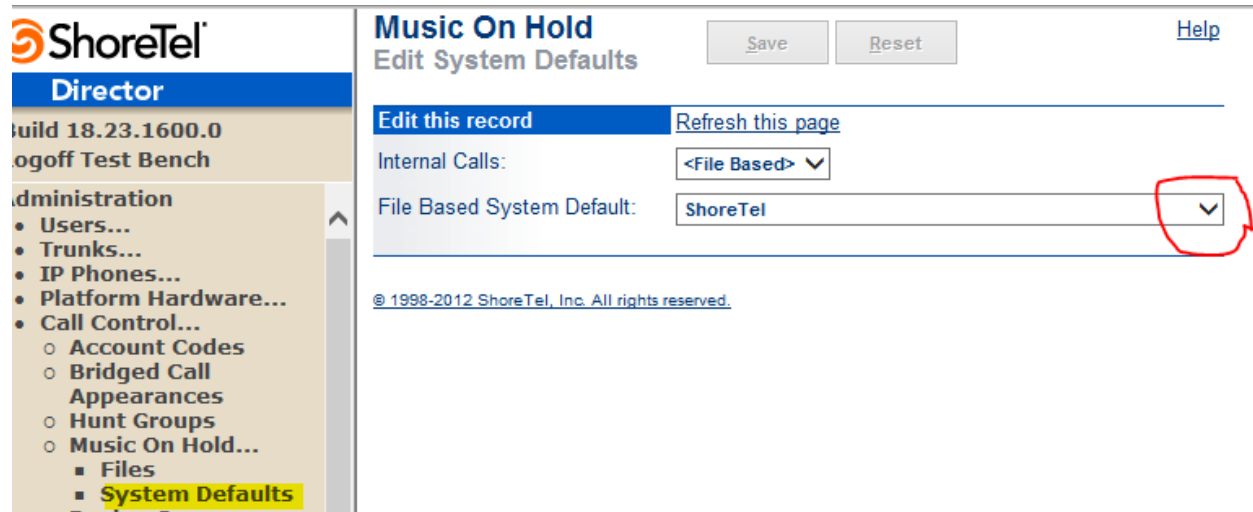 ShoreTel
Director
Build 18.23.1600.0
Logoff Test Bench
Administration
• Users...
• Trunks...
• IP Phones...
• Platform Hardware...
• Call Control...
○ Account Codes
○ Bridged Call
Appearances
○ Hunt Groups
○ Music On Hold...
▪ Files
▪ System Defaults
Music On Hold
Edit System Defaults
Save
Reset
Help
Edit this record
Refresh this page
Internal Calls:
<File Based>
File Based System Default:
ShoreTel
© 1998-2012 ShoreTel, Inc. All rights reserved.